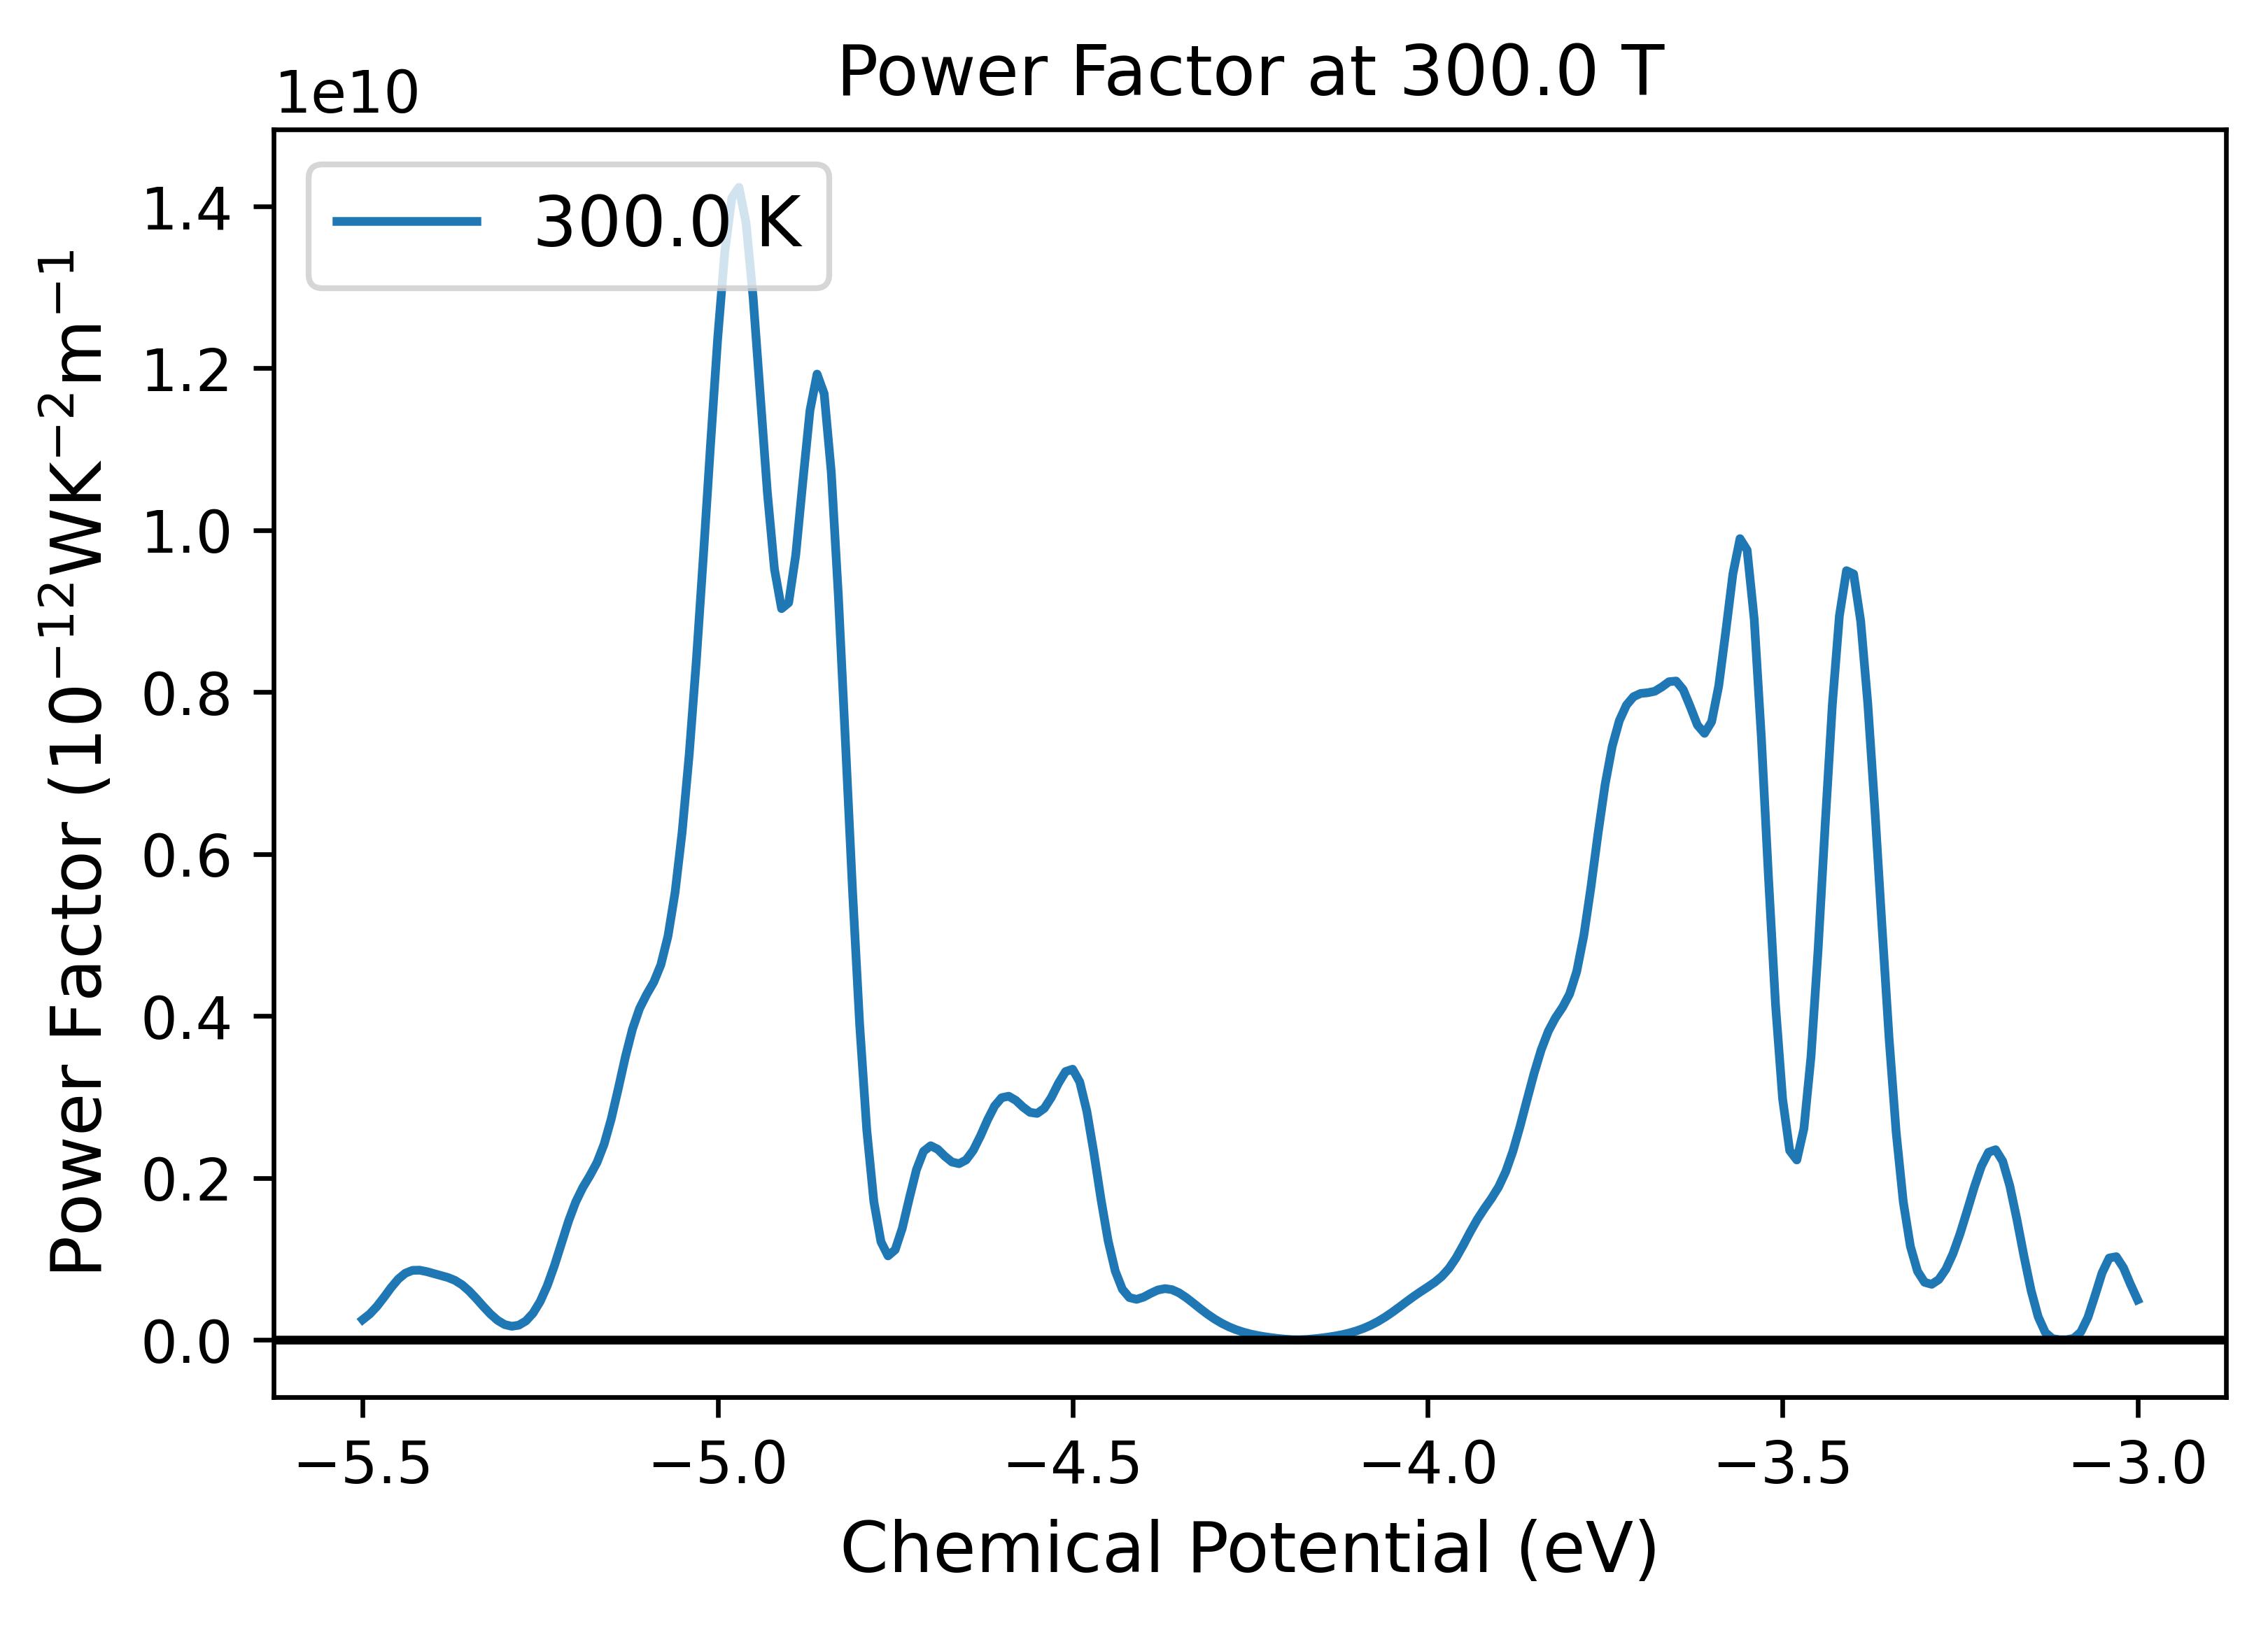 Power Factor at 300.0 T
1e10
300.0 K
Power Factor (10⁻¹²WK⁻²m⁻¹
1.4
1.2
1.0
0.8
0.6
0.4
0.2
0.0
−5.5 −5.0 −4.5 −4.0 −3.5 −3.0
Chemical Potential (eV)